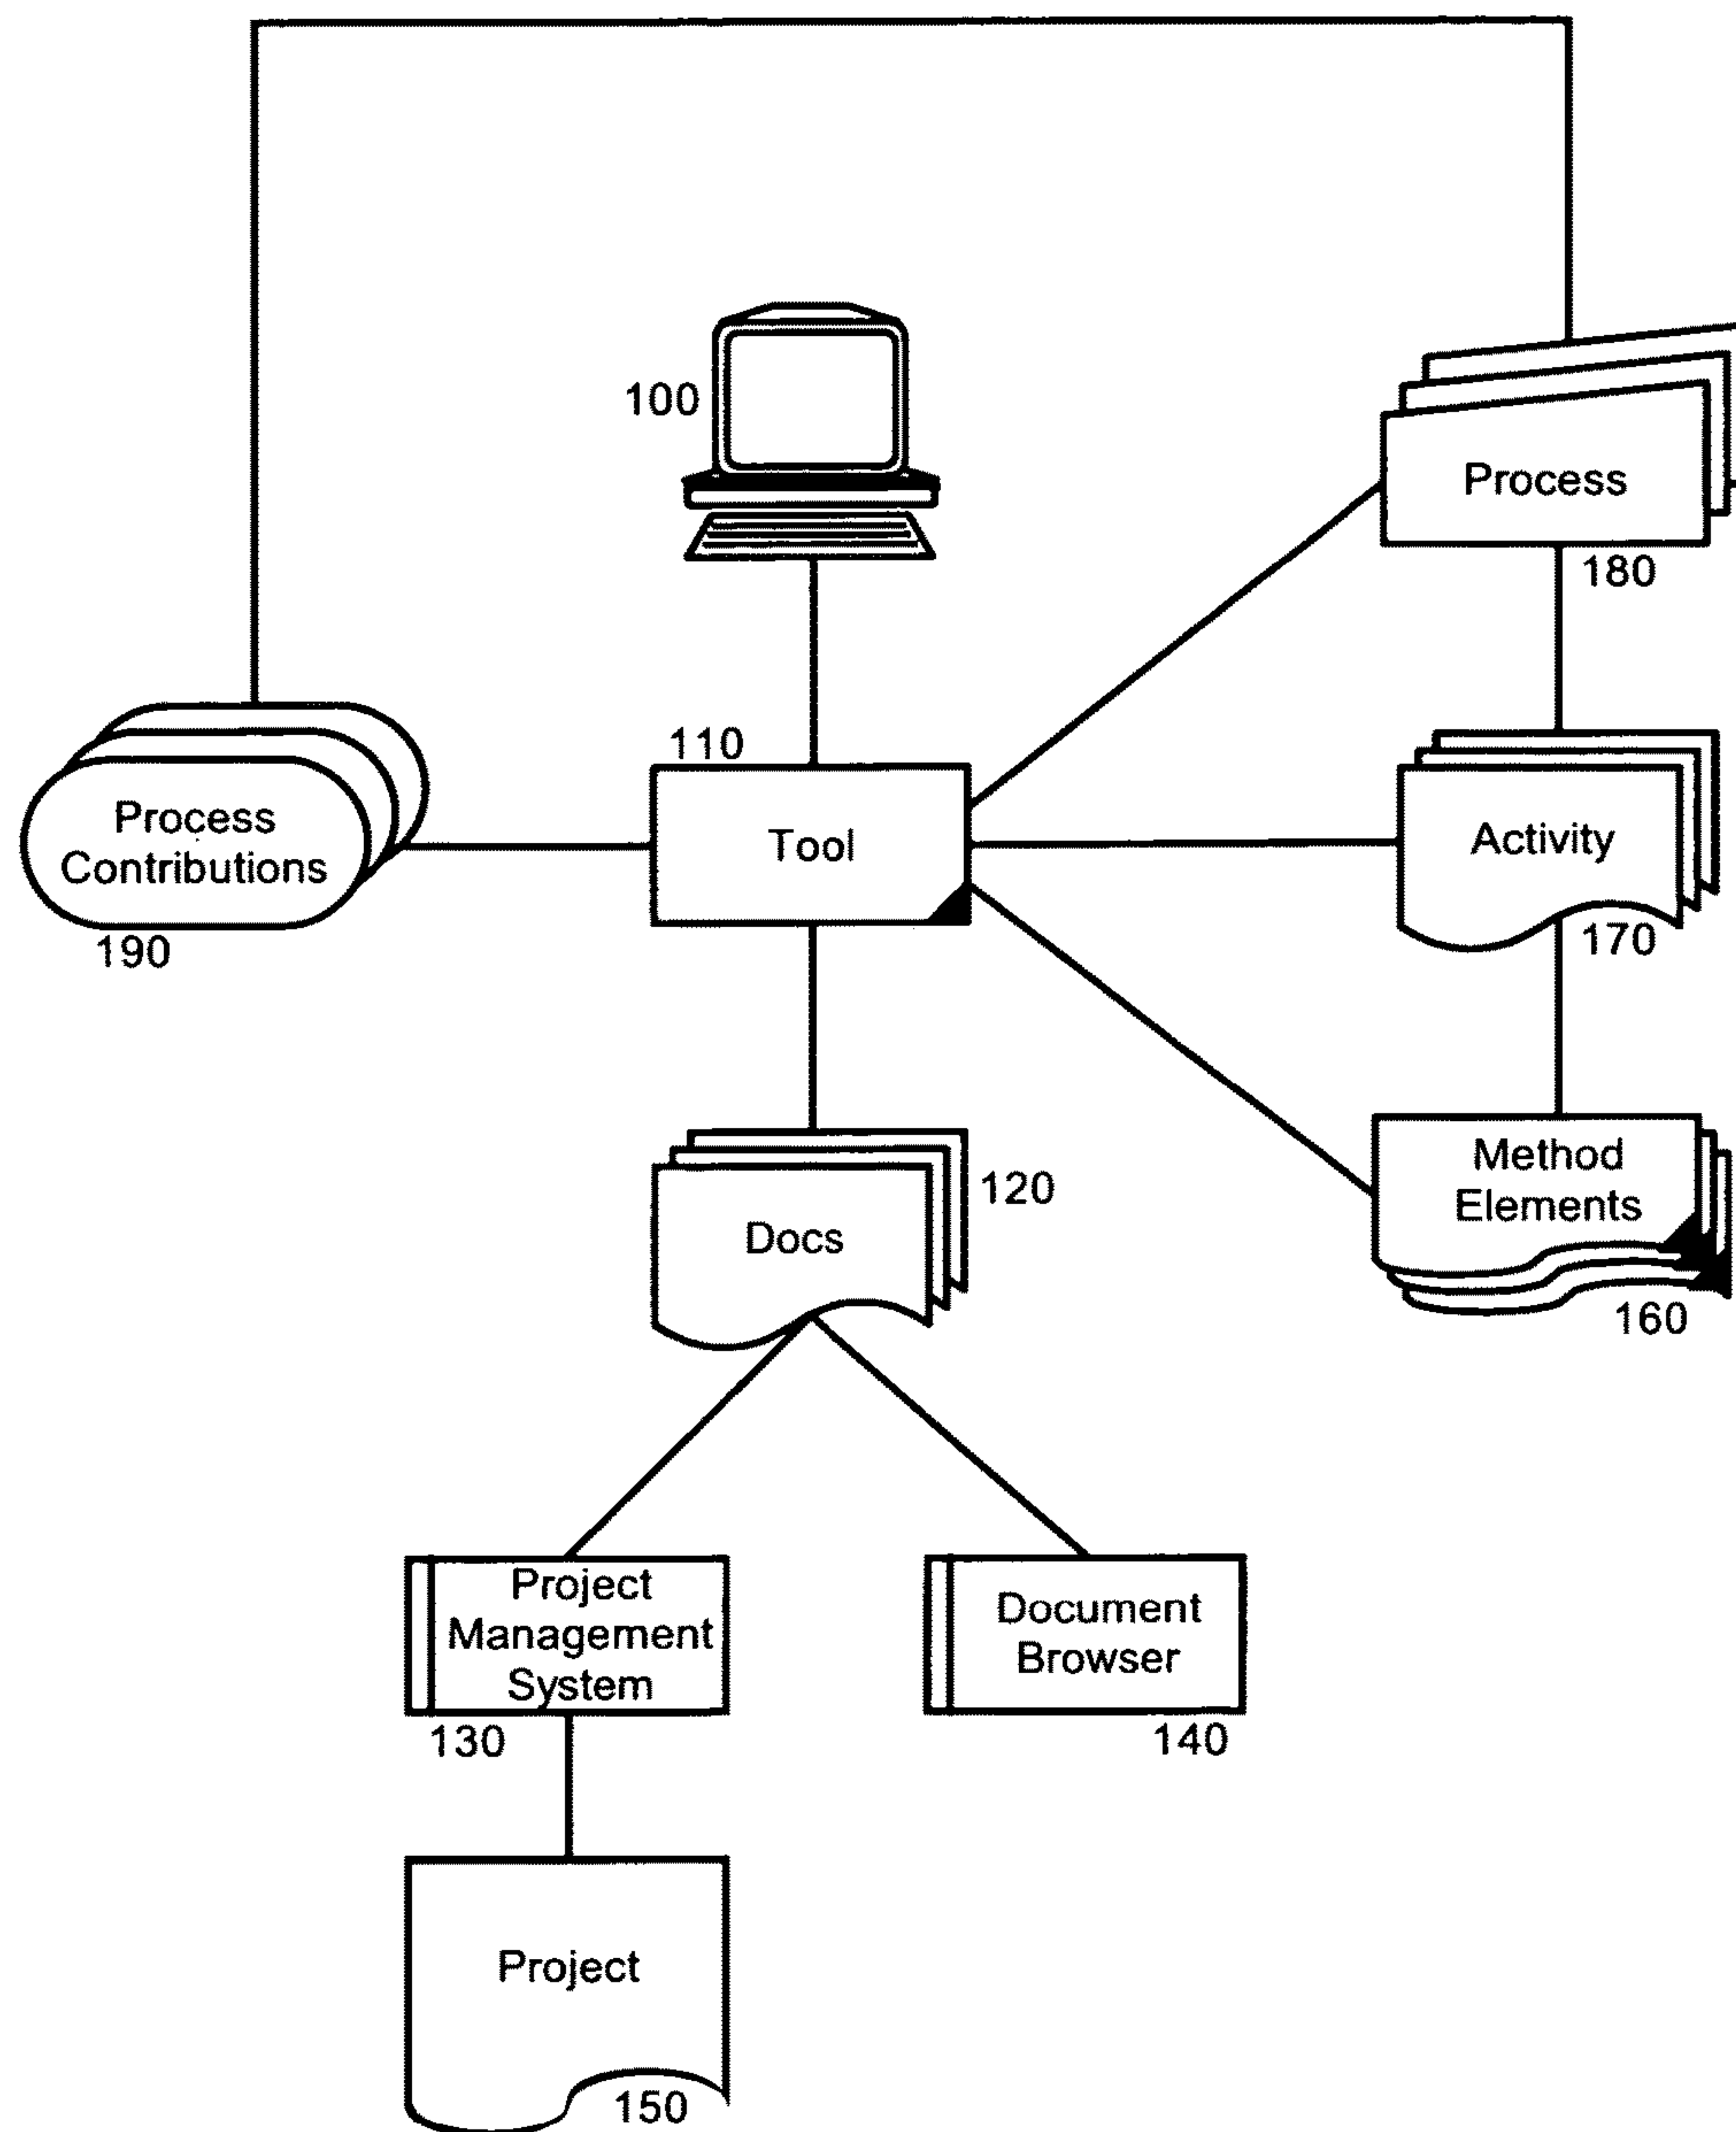 100
Process
180
110
Process
Contributions
190
Tool
Activity
170
120
Docs
Method
Elements
160
Project
Management
System
130
Document
Browser
140
Project
150